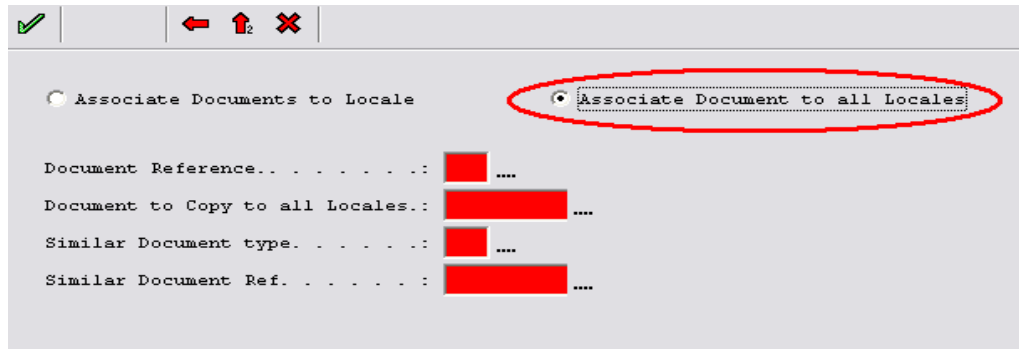 2
Associate Documents to Locale Associate Document to all Locales
Document Reference.. . . . . . .: ....
Document to Copy to all Locales.: ....
Similar Document type. . . . . .: ....
Similar Document Ref. . . . . . : ....